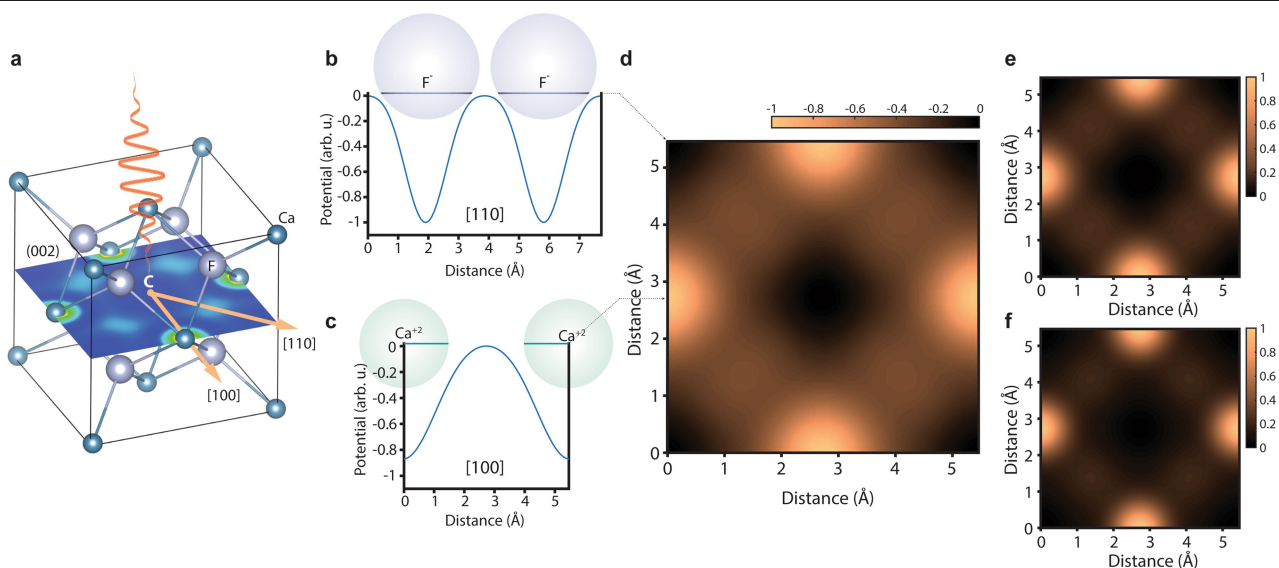 a
Ca
(002)
F
C
[110]
[100]
b
F-
F-
Potential (arb. u.)
0
-0.2
-0.4
-0.6
-0.8
-1
[110]
0 1 2 3 4 5 6 7
Distance (Å)
c
Ca+2
Ca+2
Potential (arb. u.)
0
-0.2
-0.4
-0.6
-0.8
-1
[100]
0 1 2 3 4 5
Distance (Å)
d
-1 -0.8 -0.6 -0.4 -0.2 0
Distance (Å)
5
4
3
2
1
0
0 1 2 3 4 5
Distance (Å)
e
Distance (Å)
5
4
3
2
1
0
0 1 2 3 4 5
Distance (Å)
1
0.8
0.6
0.4
0.2
0
f
Distance (Å)
5
4
3
2
1
0
0 1 2 3 4 5
Distance (Å)
1
0.8
0.6
0.4
0.2
0